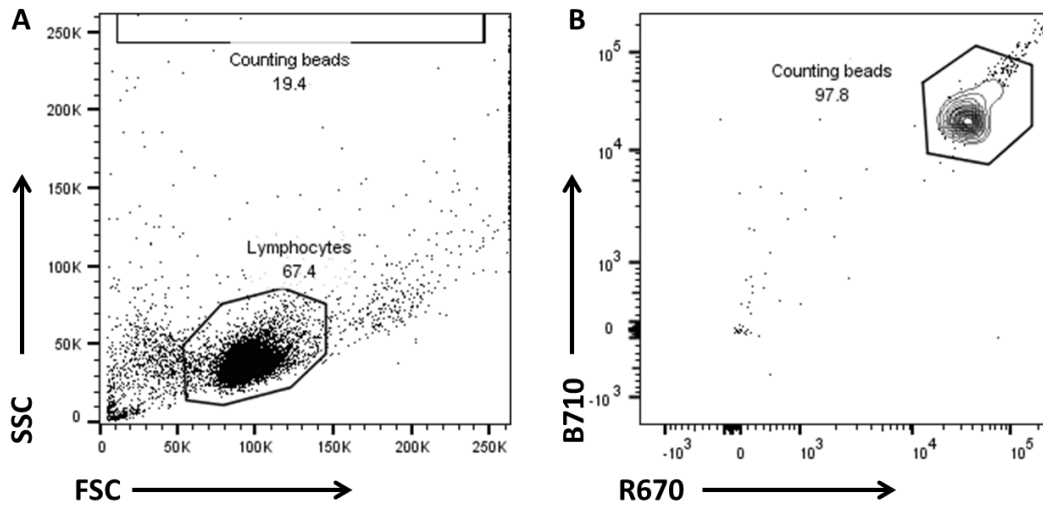 A
250K
200K
150K
100K
50K
0
Counting beads
19.4
Lymphocytes
67.4
0
50K
100K
150K
200K
250K
SSC
FSC
B
10^5
10^4
10^3
0
-10^3
Counting beads
97.8
-10^3
0
10^3
10^4
10^5
B710
R670